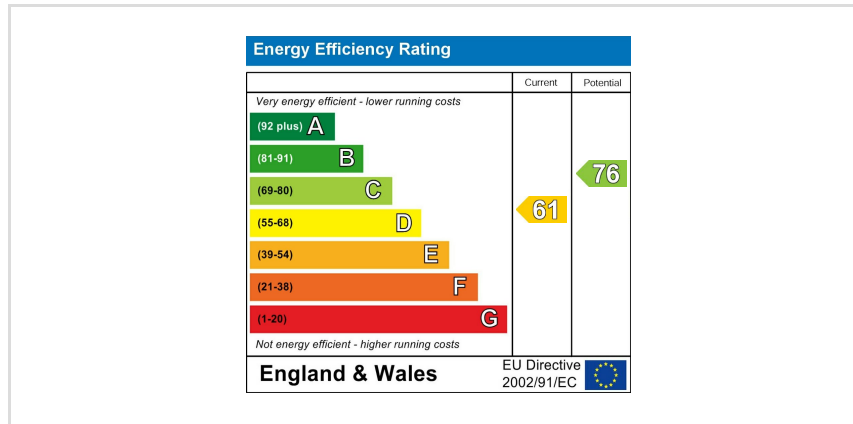 Energy Efficiency Rating
Current Potential
Very energy efficient - lower running costs
(92 plus) A
(81-91) B
(69-80) C
(55-68) D
(39-54) E
(21-38) F
(1-20) G
61
76
Not energy efficient - higher running costs
England & Wales
EU Directive
2002/91/EC